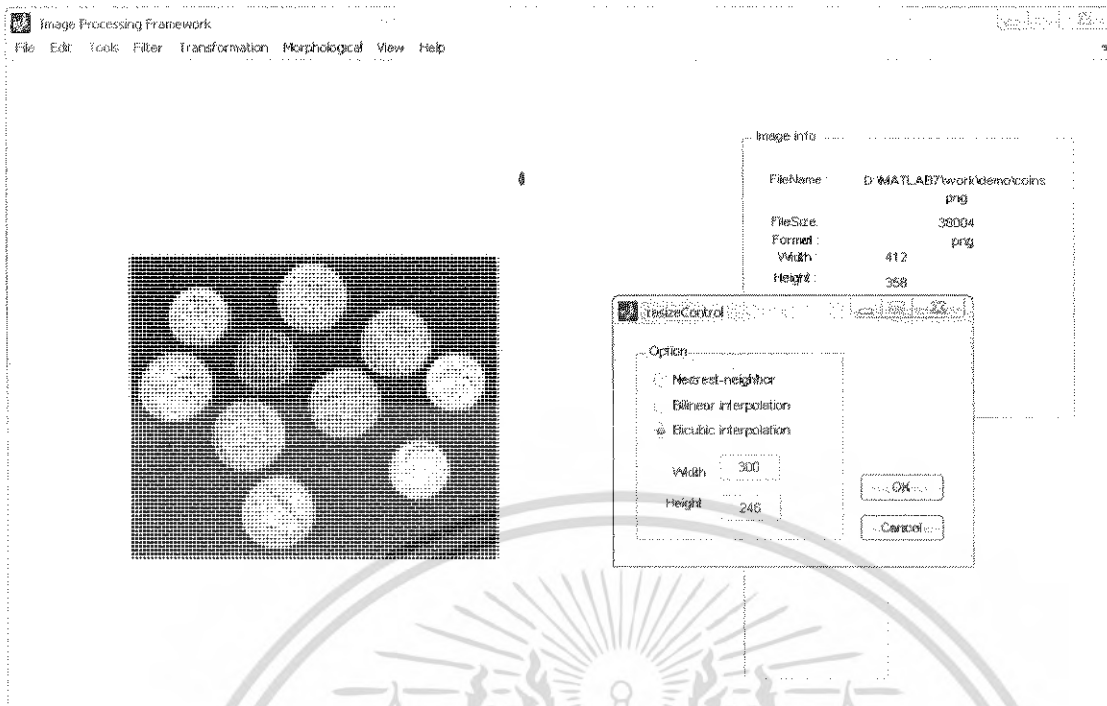 Image Processing Framework
File Edit Tools Filter Transformation Morphological View Help
Image info
FileName : D:\MATLAB7\work\demo\coins
png
FileSize. 38004
Format : png
Width : 412
Height : 358
resizeControl
Option
Nearest-neighbor
Bilinear interpolation
Bicubic interpolation
Width 300
Height 246
OK
Cancel